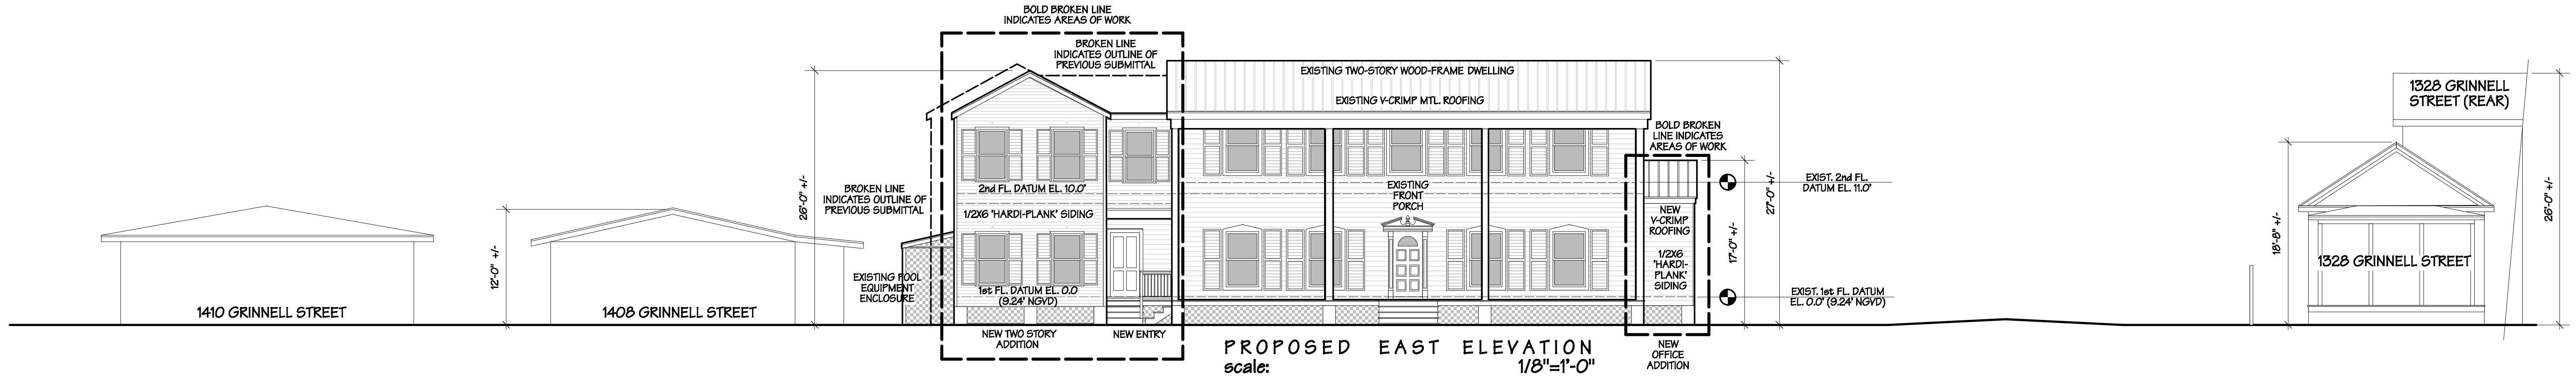 BOLD BROKEN LINE
INDICATES AREAS OF WORK
BROKEN LINE
INDICATES OUTLINE OF
PREVIOUS SUBMITTAL
EXISTING TWO-STORY WOOD-FRAME DWELLING
EXISTING V-CRIMP MTL. ROOFING
1328 GRINNELL
STREET (REAR)
BOLD BROKEN
LINE INDICATES
AREAS OF WORK
26'-0" +/-
BROKEN LINE
INDICATES OUTLINE OF
PREVIOUS SUBMITTAL
2nd FL. DATUM EL. 10.0'
1/2X6 'HARDI-PLANK' SIDING
EXISTING
FRONT
PORCH
NEW
V-CRIMP
ROOFING
1/2X6
'HARDI-
PLANK'
SIDING
17'-0" +/-
27'-0" +/-
EXIST. 2nd FL.
DATUM EL. 11.0'
18'-8" +/-
26'-0" +/-
12'-0" +/-
EXISTING POOL
EQUIPMENT
ENCLOSURE
1st FL. DATUM EL. 0.0
(9.24' NGVD)
EXIST. 1st FL. DATUM
EL. 0.0' (9.24' NGVD)
1328 GRINNELL STREET
1410 GRINNELL STREET
1408 GRINNELL STREET
NEW TWO STORY
ADDITION
NEW ENTRY
NEW
OFFICE
ADDITION
PROPOSED EAST ELEVATION
scale: 1/8"=1'-0"